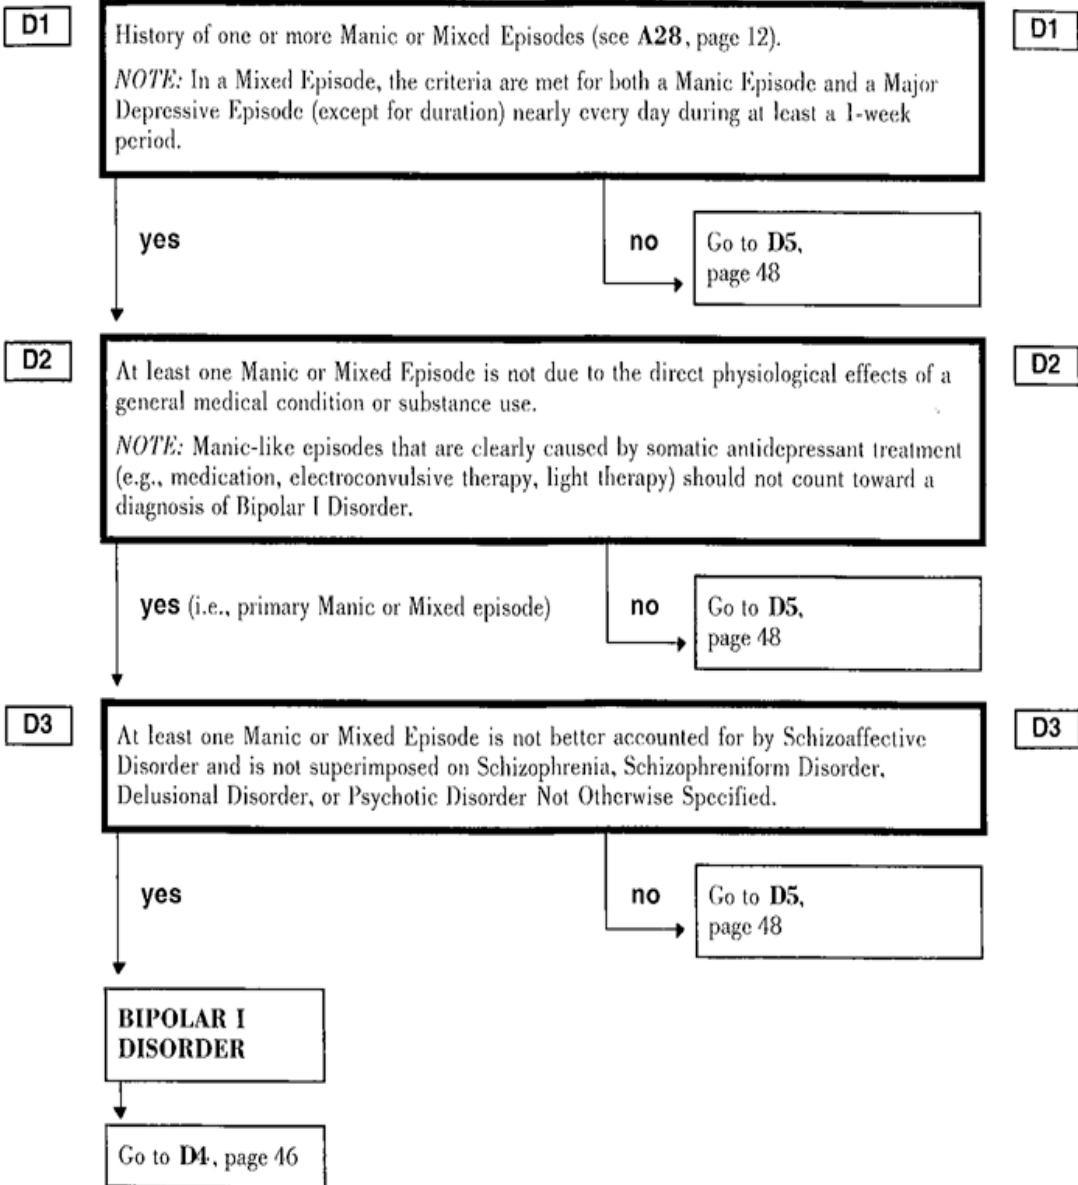 D1
History of one or more Manic or Mixed Episodes (see A28, page 12).
D1
NOTE: In a Mixed Episode, the criteria are met for both a Manic Episode and a Major
Depressive Episode (except for duration) nearly every day during at least a 1-week
period.
yes
no
Go to D5,
page 48
D2
At least one Manic or Mixed Episode is not due to the direct physiological effects of a
general medical condition or substance use.
D2
NOTE: Manic-like episodes that are clearly caused by somatic antidepressant treatment
(e.g., medication, electroconvulsive therapy, light therapy) should not count toward a
diagnosis of Bipolar I Disorder.
yes (i.e., primary Manic or Mixed episode)
no
Go to D5,
page 48
D3
At least one Manic or Mixed Episode is not better accounted for by Schizoaffective
Disorder and is not superimposed on Schizophrenia, Schizophreniform Disorder,
Delusional Disorder, or Psychotic Disorder Not Otherwise Specified.
D3
yes
no
Go to D5,
page 48
BIPOLAR I
DISORDER
Go to D4, page 46